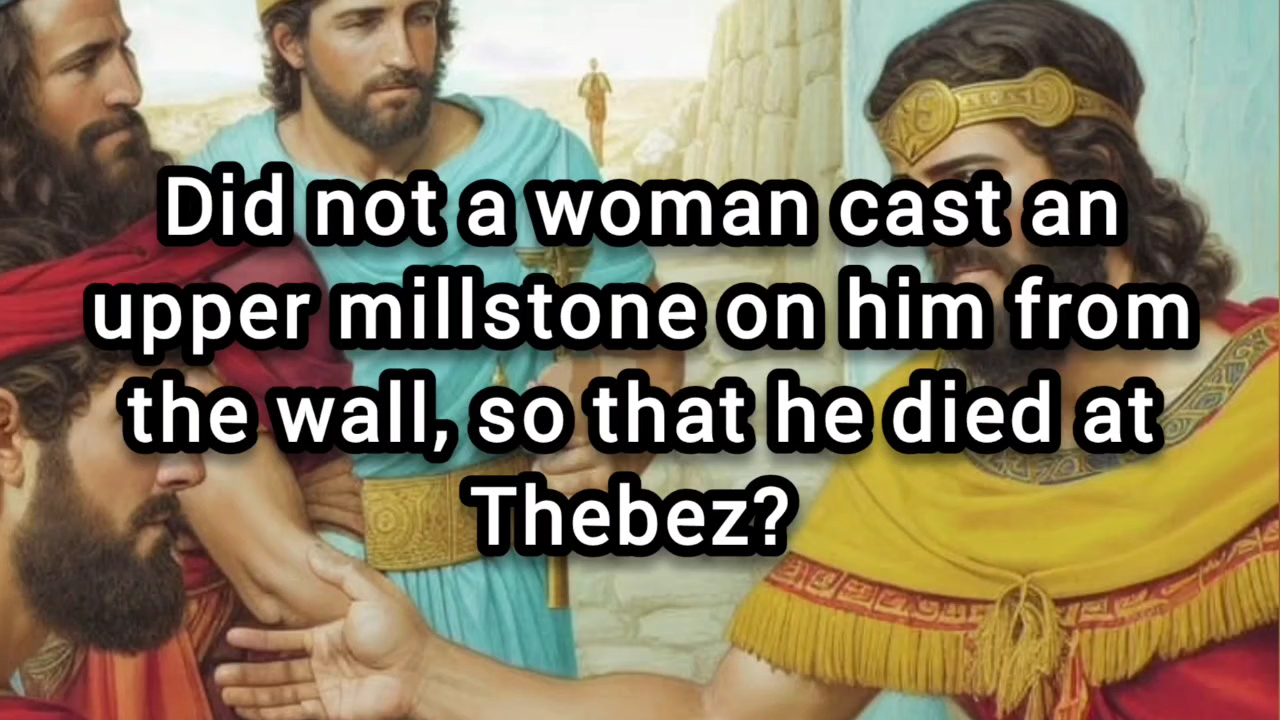 Did not a woman cast an
upper millstone on him from
the wall, so that he died at
Thebez?